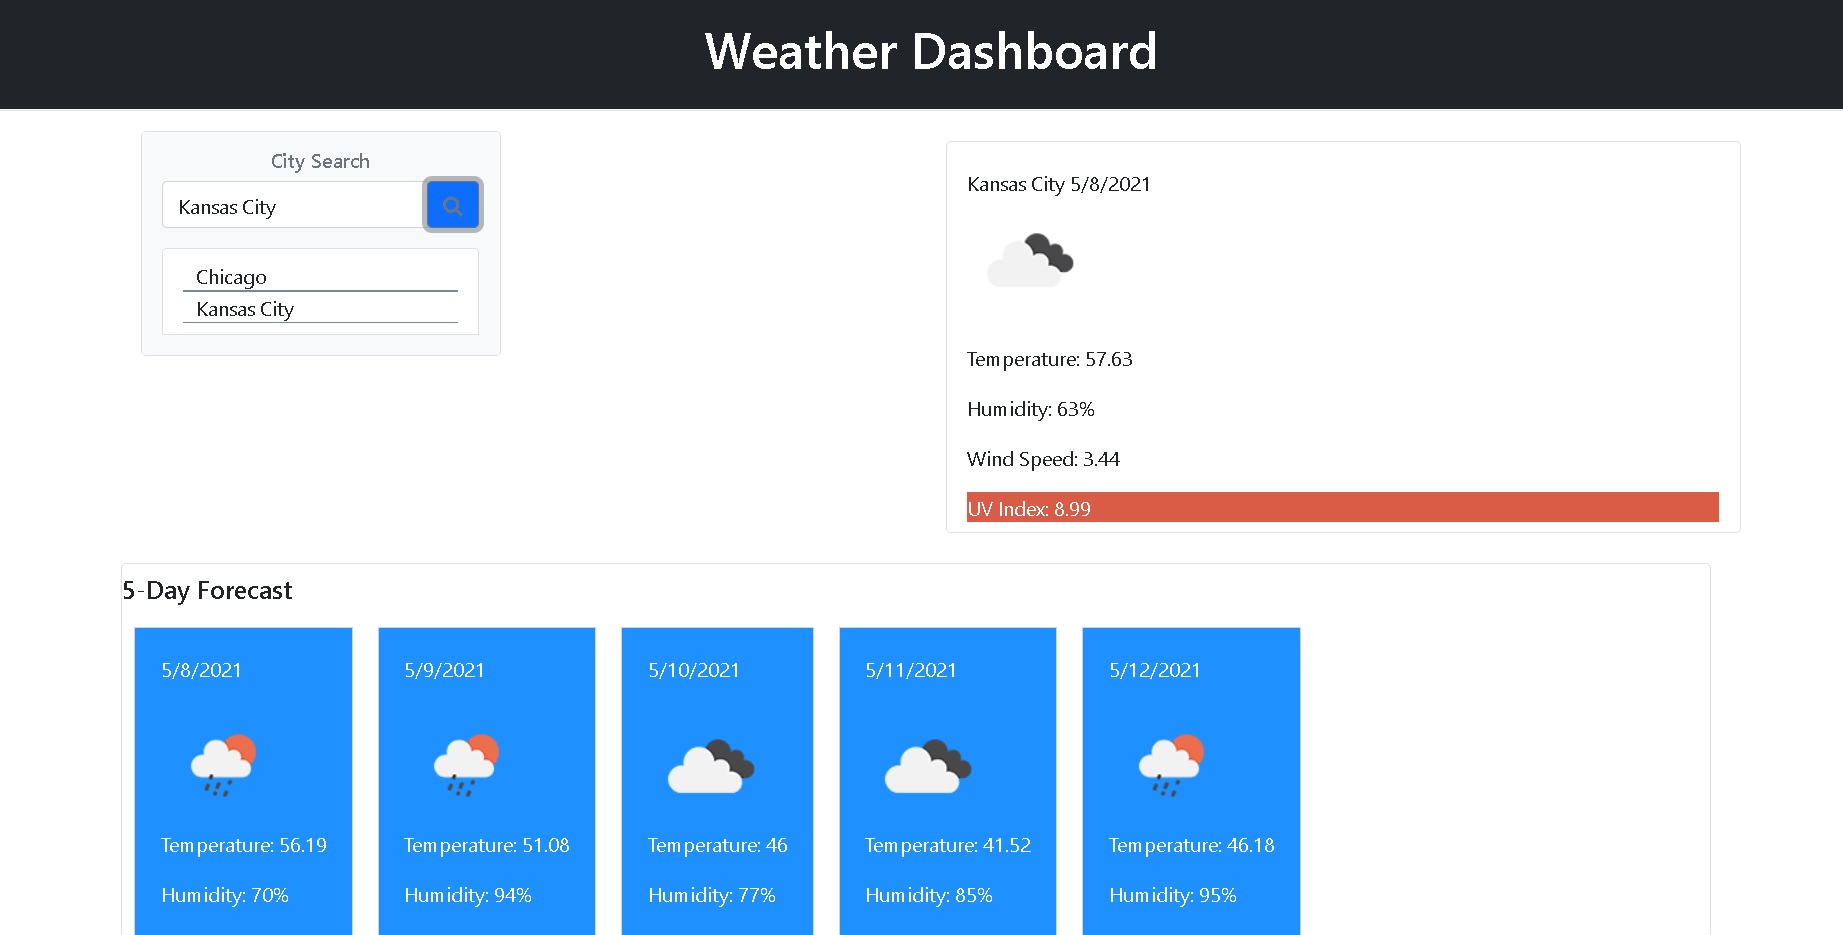 Weather Dashboard
City Search
Kansas City
Chicago
Kansas City
Kansas City 5/8/2021
Temperature: 57.63
Humidity: 63%
Wind Speed: 3.44
UV Index: 8.99
5-Day Forecast
5/8/2021
Temperature: 56.19
Humidity: 70%
5/9/2021
Temperature: 51.08
Humidity: 94%
5/10/2021
Temperature: 46
Humidity: 77%
5/11/2021
Temperature: 41.52
Humidity: 85%
5/12/2021
Temperature: 46.18
Humidity: 95%